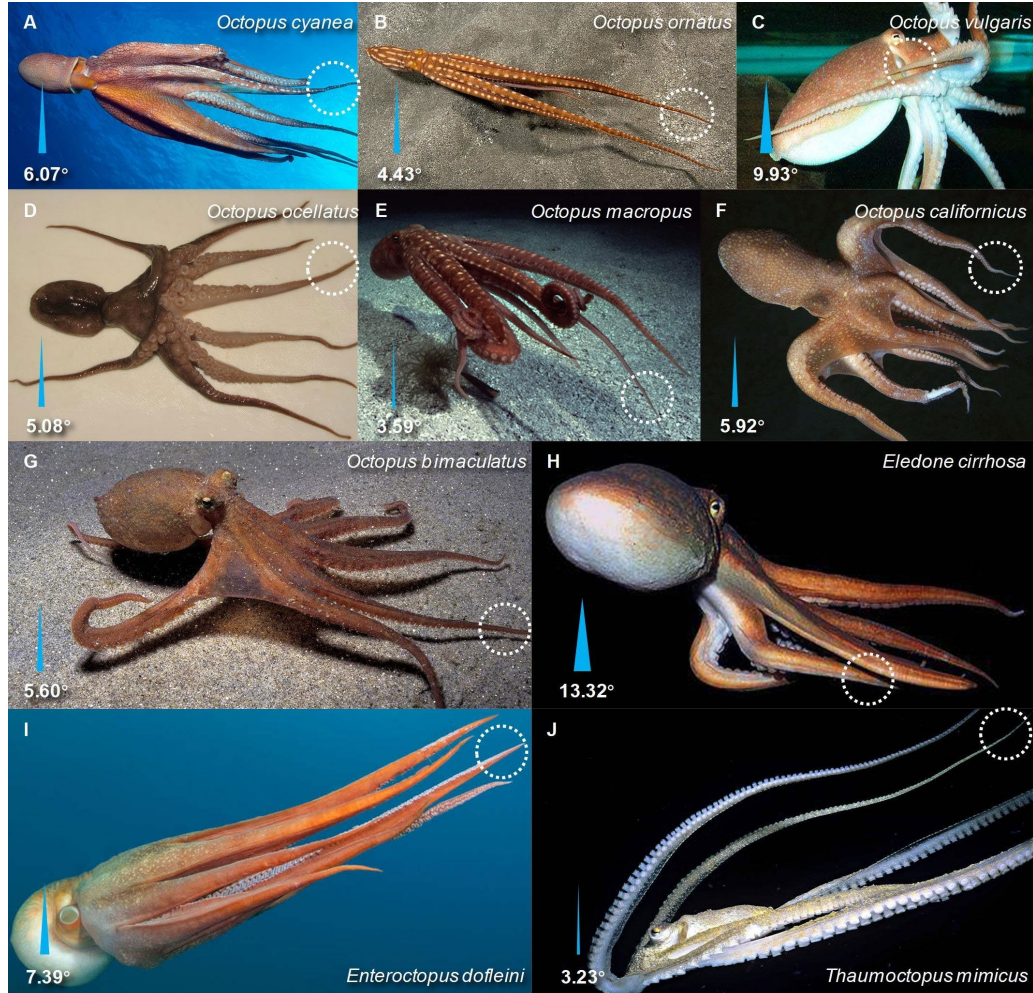 A
Octopus cyanea
6.07°
B
Octopus ornatus
4.43°
C
Octopus vulgaris
9.93°
D
Octopus ocellatus
5.08°
E
Octopus macropus
3.59°
F
Octopus californicus
5.92°
G
Octopus bimaculatus
5.60°
H
Eledone cirrhosa
13.32°
I
7.39°
Enteroctopus dofleini
J
3.23°
Thaumoctopus mimicus